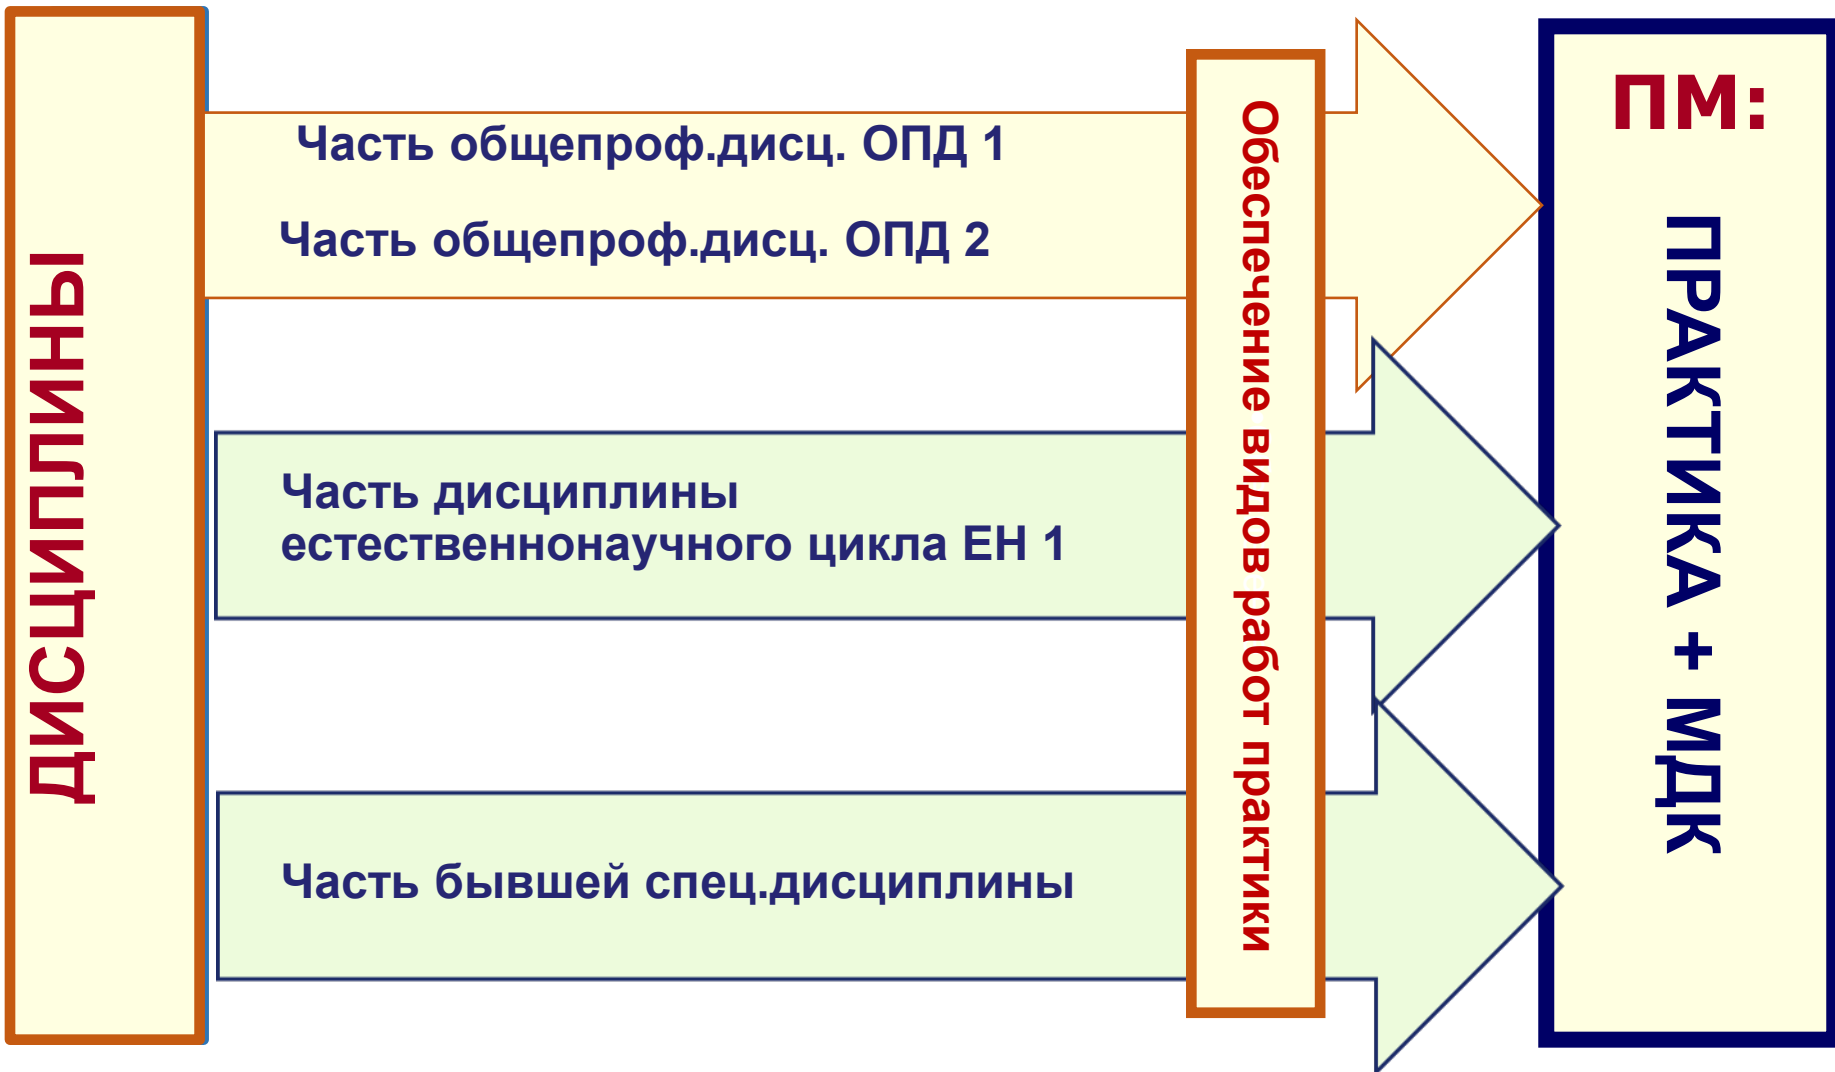 ДИСЦИПЛИНЫ
Часть общепроф.дисц. ОПД 1
Часть общепроф.дисц. ОПД 2
Часть дисциплины
естественнонаучного цикла ЕН 1
Часть бывшей спец.дисциплины
Обеспечение видов работ практики
ПМ:
ПРАКТИКА + МДК